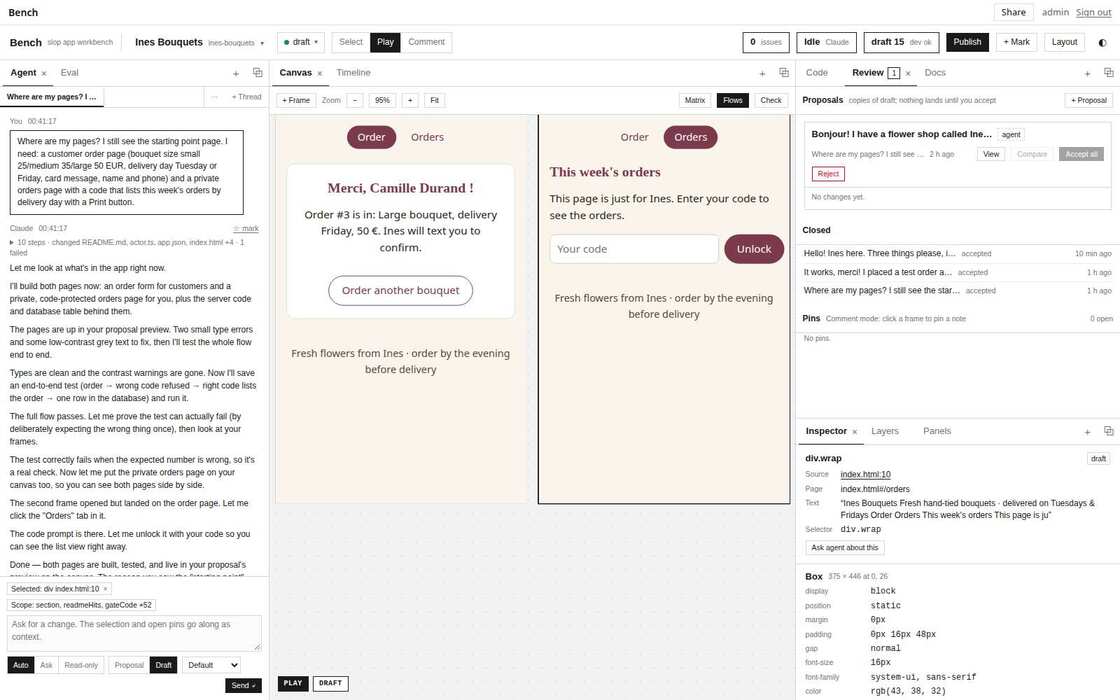 Bench
Share admin Sign out
Bench slop app workbench Ines Bouquets ines-bouquets ▾ draft ▾ Select Play Comment 0 issues Idle Claude draft 15 dev ok Publish + Mark Layout
Agent × Eval +
Where are my pages? I … ··· + Thread
You 00:41:17
Where are my pages? I still see the starting point page. I
need: a customer order page (bouquet size small
25/medium 35/large 50 EUR, delivery day Tuesday or
Friday, card message, name and phone) and a private
orders page with a code that lists this week's orders by
delivery day with a Print button.
Claude 00:41:17 ☆ mark
▸ 10 steps · changed README.md, actor.ts, app.json, index.html +4 · 1
failed
Let me look at what's in the app right now.
I'll build both pages now: an order form for customers and a
private, code-protected orders page for you, plus the server code
and database table behind them.
The pages are up in your proposal preview. Two small type errors
and some low-contrast grey text to fix, then I'll test the whole flow
end to end.
Types are clean and the contrast warnings are gone. Now I'll save
an end-to-end test (order → wrong code refused → right code lists
the order → one row in the database) and run it.
The full flow passes. Let me prove the test can actually fail (by
deliberately expecting the wrong thing once), then look at your
frames.
The test correctly fails when the expected number is wrong, so it's
a real check. Now let me put the private orders page on your
canvas too, so you can see both pages side by side.
The second frame opened but landed on the order page. Let me
click the "Orders" tab in it.
The code prompt is there. Let me unlock it with your code so you
can see the list view right away.
Done — both pages are built, tested, and live in your proposal's
Selected: div index.html:10 ×
Scope: section, readmeHits, gateCode +52
Ask for a change. The selection and open pins go along as
context.
Auto Ask Read-only Proposal Draft Default
Send
Canvas × Timeline +
+ Frame Zoom − 95% + Fit Matrix Flows Check
Order Orders
Merci, Camille Durand !
Order #3 is in: Large bouquet, delivery
Friday, 50 €. Ines will text you to
confirm.
Order another bouquet
Fresh flowers from Ines · order by the evening
before delivery
Order Orders
This week's orders
This page is just for Ines. Enter your code to
see the orders.
Your code Unlock
Fresh flowers from Ines · order by the evening
before delivery
PLAY DRAFT
Code Review 1 × Docs +
Proposals copies of draft; nothing lands until you accept + Proposal
Bonjour! I have a flower shop called Ine… agent
Where are my pages? I still see … 2 h ago View Compare Accept all
Reject
No changes yet.
Closed
Hello! Ines here. Three things please, i… accepted 10 min ago
It works, merci! I placed a test order a… accepted 1 h ago
Where are my pages? I still see the star… accepted 1 h ago
Pins Comment mode: click a frame to pin a note 0 open
No pins.
Inspector × Layers Panels +
div.wrap draft
Source index.html:10
Page index.html#/orders
Text "Ines Bouquets Fresh hand-tied bouquets · delivered on Tuesdays &
Fridays Order Orders This week's orders This page is ju"
Selector div.wrap
Ask agent about this
Box 375 × 446 at 0, 26
display block
position static
margin 0px
padding 0px 16px 48px
gap normal
font-size 16px
font-family system-ui, sans-serif
color rgb(43, 38, 32)